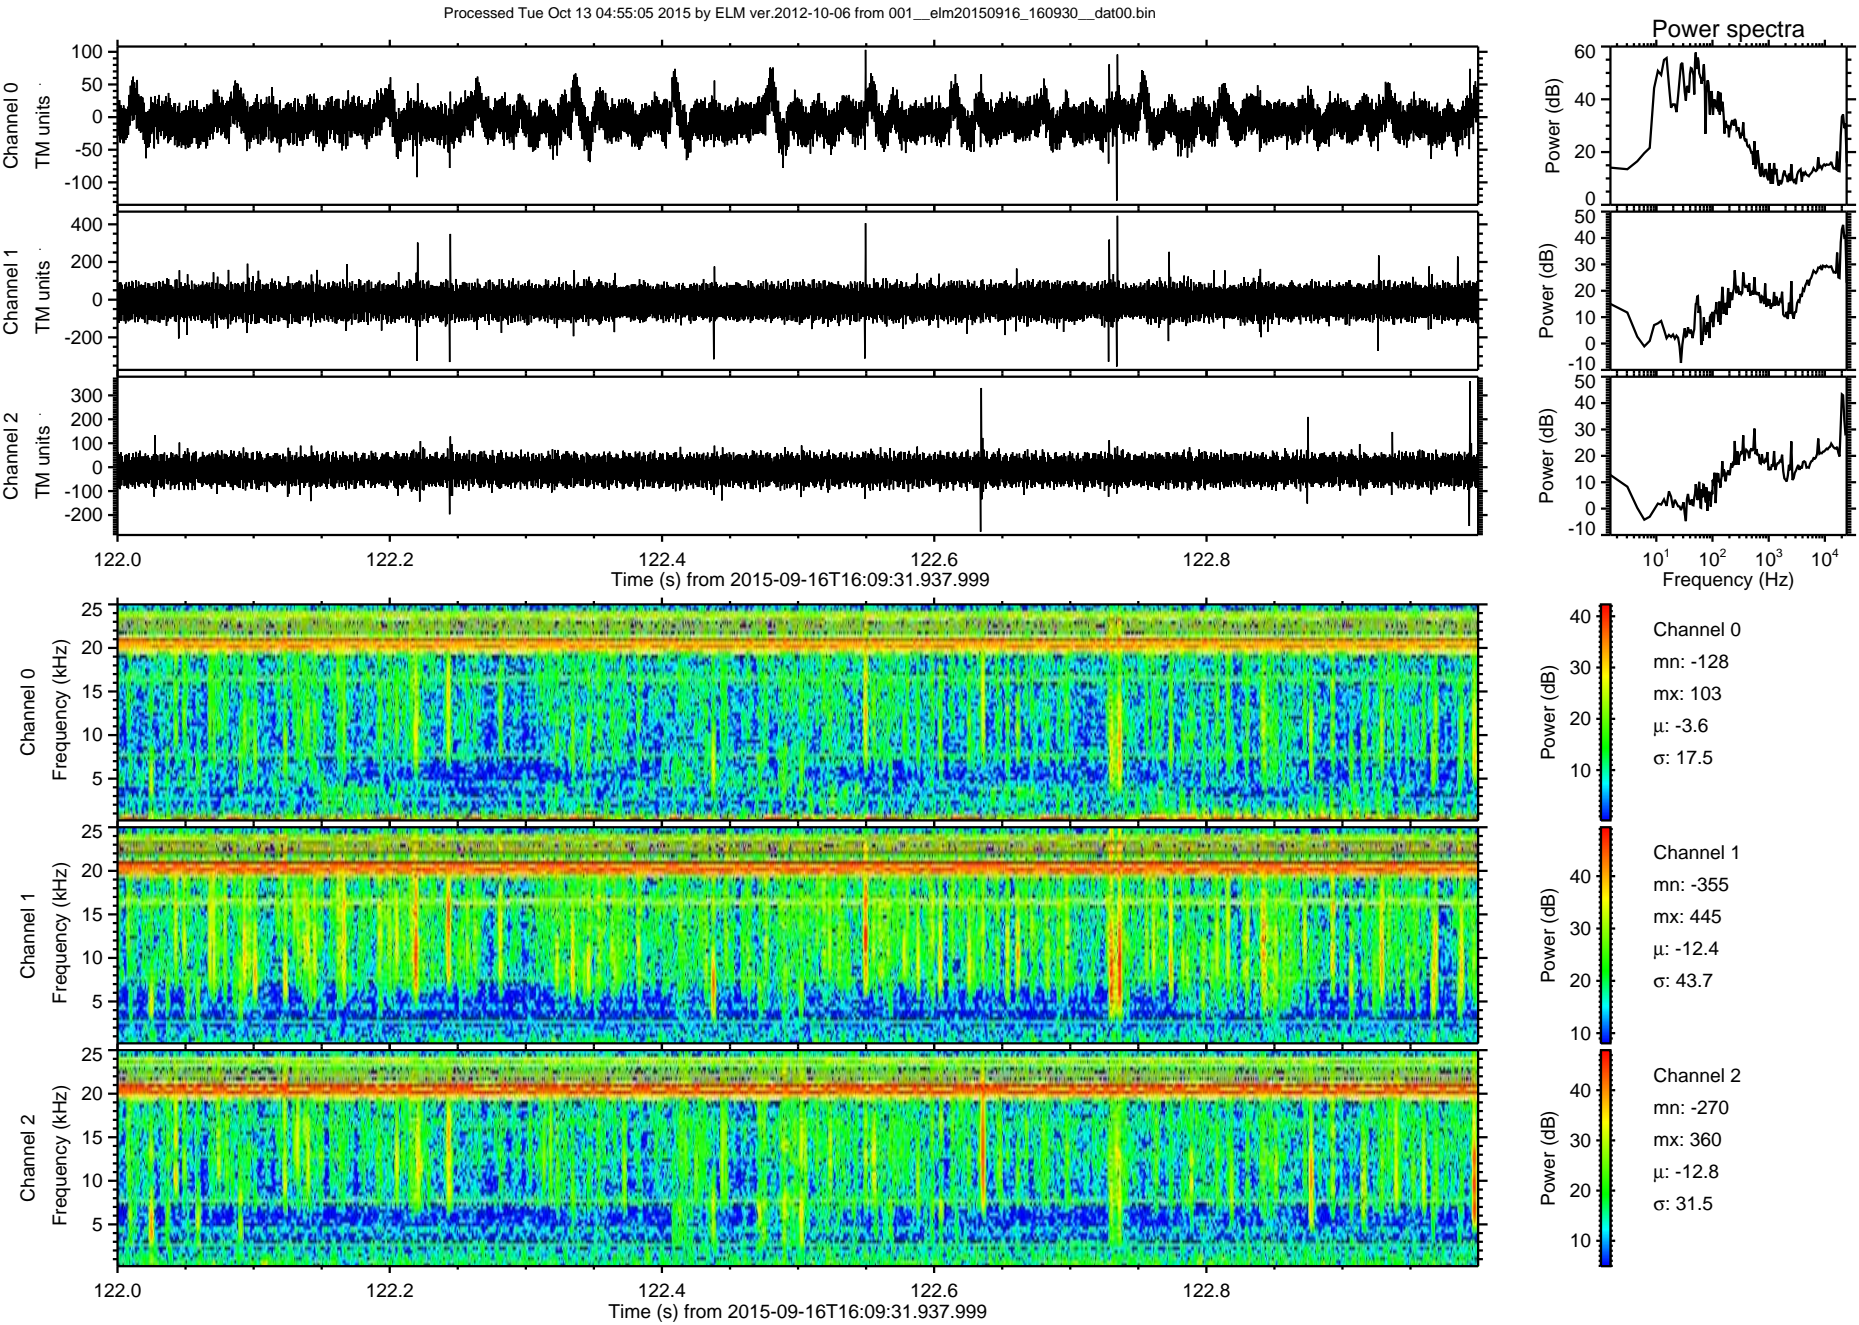 Processed Tue Oct 13 04:55:05 2015 by ELM ver.2012-10-06 from 001__elm20150916_160930__dat00.bin
Power spectra
Channel 0
TM units
100
50
0
-50
-100
Power (dB)
60
40
20
0
Channel 1
TM units
400
200
0
-200
Power (dB)
50
40
30
20
10
0
-10
Channel 2
TM units
300
200
100
0
-100
-200
Power (dB)
50
40
30
20
10
0
-10
122.0 122.2 122.4 122.6 122.8
Time (s) from 2015-09-16T16:09:31.937.999
10¹ 10² 10³ 10⁴
Frequency (Hz)
Channel 0
Frequency (kHz)
25
20
15
10
5
Power (dB)
40
30
20
10
Channel 0
mn: -128
mx: 103
μ: -3.6
σ: 17.5
Channel 1
Frequency (kHz)
25
20
15
10
5
Power (dB)
40
30
20
10
Channel 1
mn: -355
mx: 445
μ: -12.4
σ: 43.7
Channel 2
Frequency (kHz)
25
20
15
10
5
Power (dB)
40
30
20
10
Channel 2
mn: -270
mx: 360
μ: -12.8
σ: 31.5
122.0 122.2 122.4 122.6 122.8
Time (s) from 2015-09-16T16:09:31.937.999